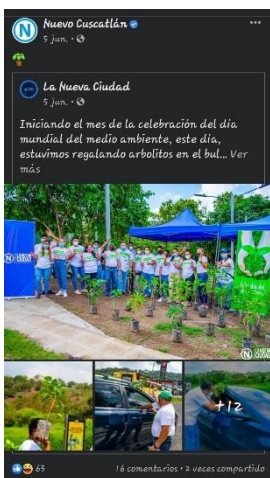 Nuevo Cuscatlán
5 jun.
La Nueva Ciudad
5 jun.
Iniciando el mes de la celebración del día
mundial del medio ambiente, este día,
estuvimos regalando arbolitos en el bul... Ver
más
+12
63
16 comentarios • 2 veces compartido